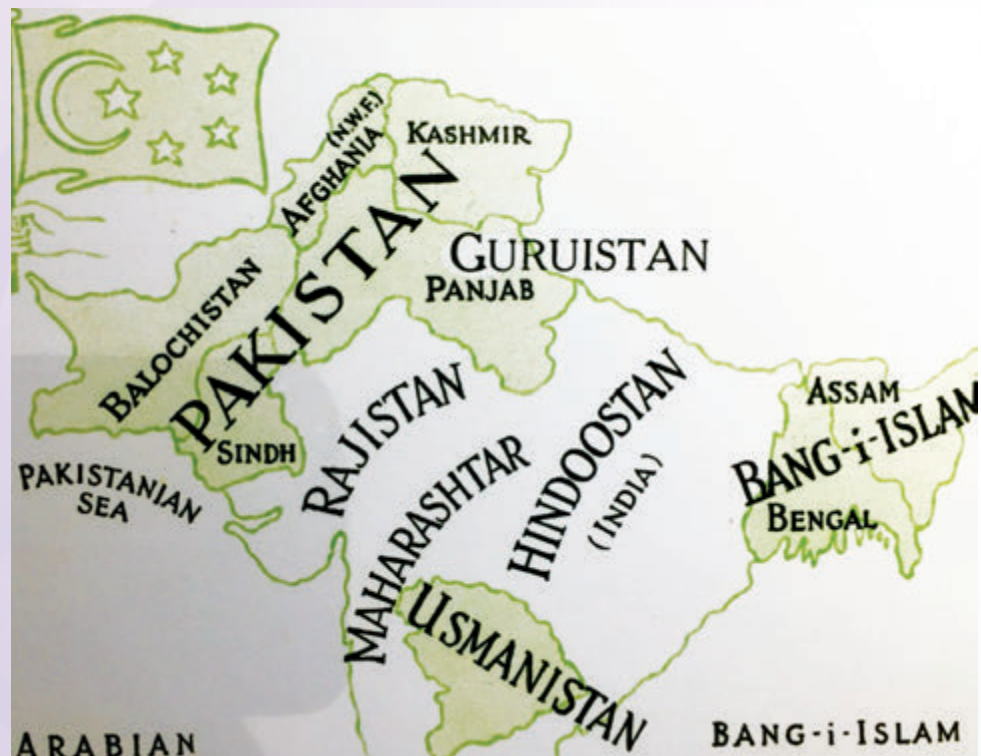 (N.W.F.)
AFGHANIA
KASHMIR
PAKISTAN
GURUISTAN
PANJAB
BALOCHISTAN
SINDH
PAKISTANIAN
SEA
RAJISTAN
MAHARASHTAR
HINDOOSTAN
(INDIA)
ASSAM
BANG-i-ISLAM
BENGAL
USMANISTAN
ARABIAN
BANG-i-ISLAM